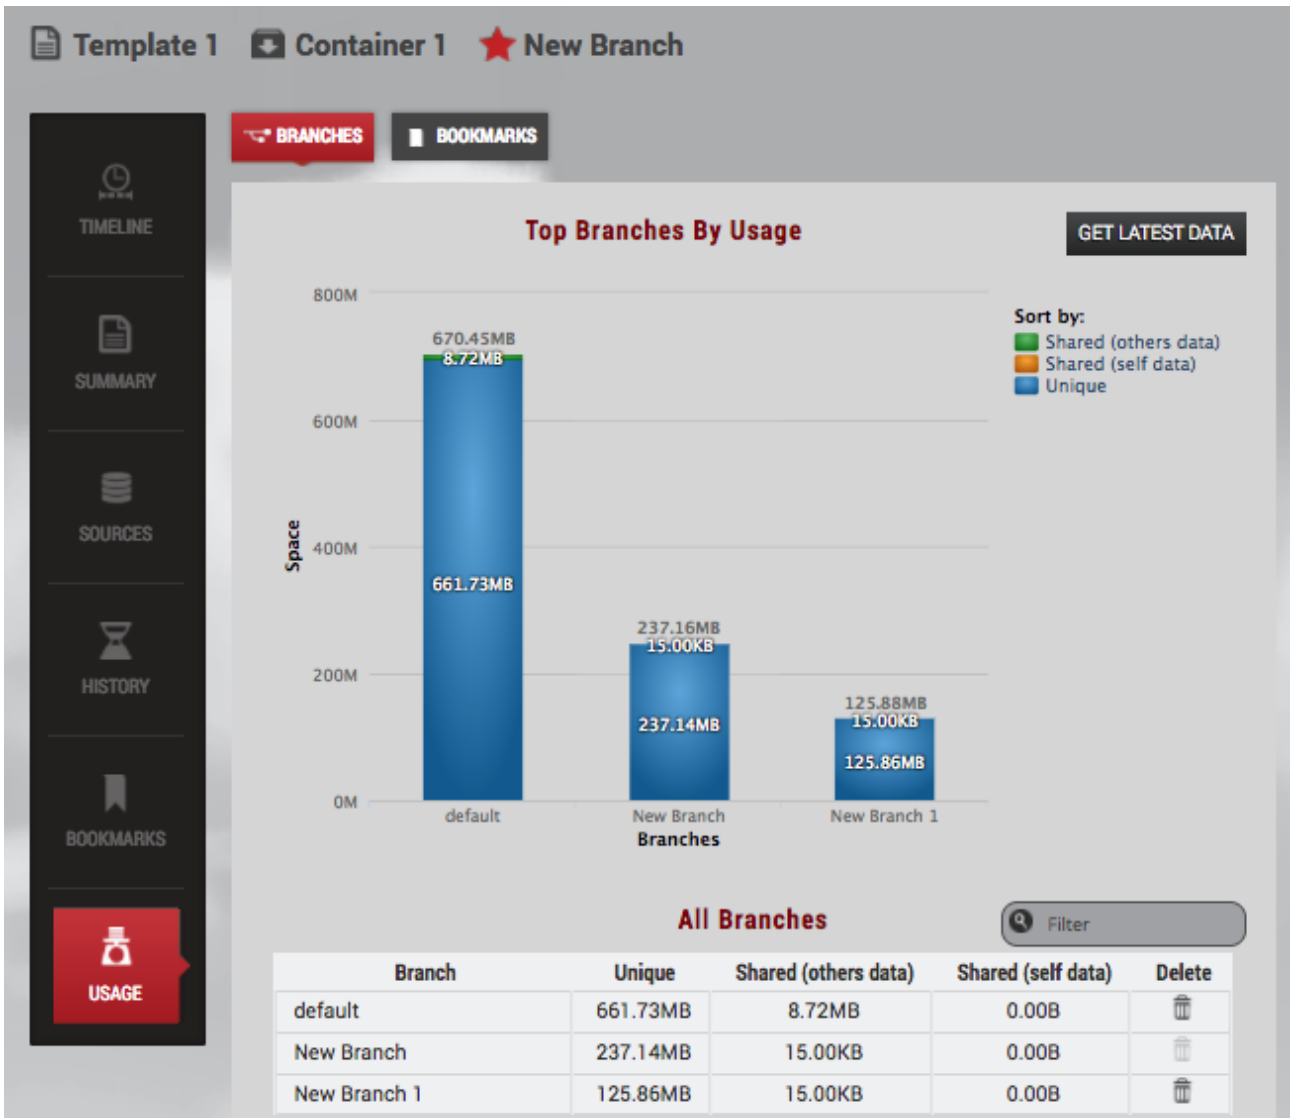 Template 1 Container 1 New Branch
BRANCHES BOOKMARKS
TIMELINE
SUMMARY
SOURCES
HISTORY
BOOKMARKS
USAGE
Top Branches By Usage
GET LATEST DATA
800M
600M
400M
200M
0M
Space
670.45MB
8.72MB
661.73MB
237.16MB
15.00KB
237.14MB
125.88MB
15.00KB
125.86MB
default New Branch New Branch 1
Branches
Sort by:
Shared (others data)
Shared (self data)
Unique
All Branches
Filter
Branch Unique Shared (others data) Shared (self data) Delete
default 661.73MB 8.72MB 0.00B
New Branch 237.14MB 15.00KB 0.00B
New Branch 1 125.86MB 15.00KB 0.00B